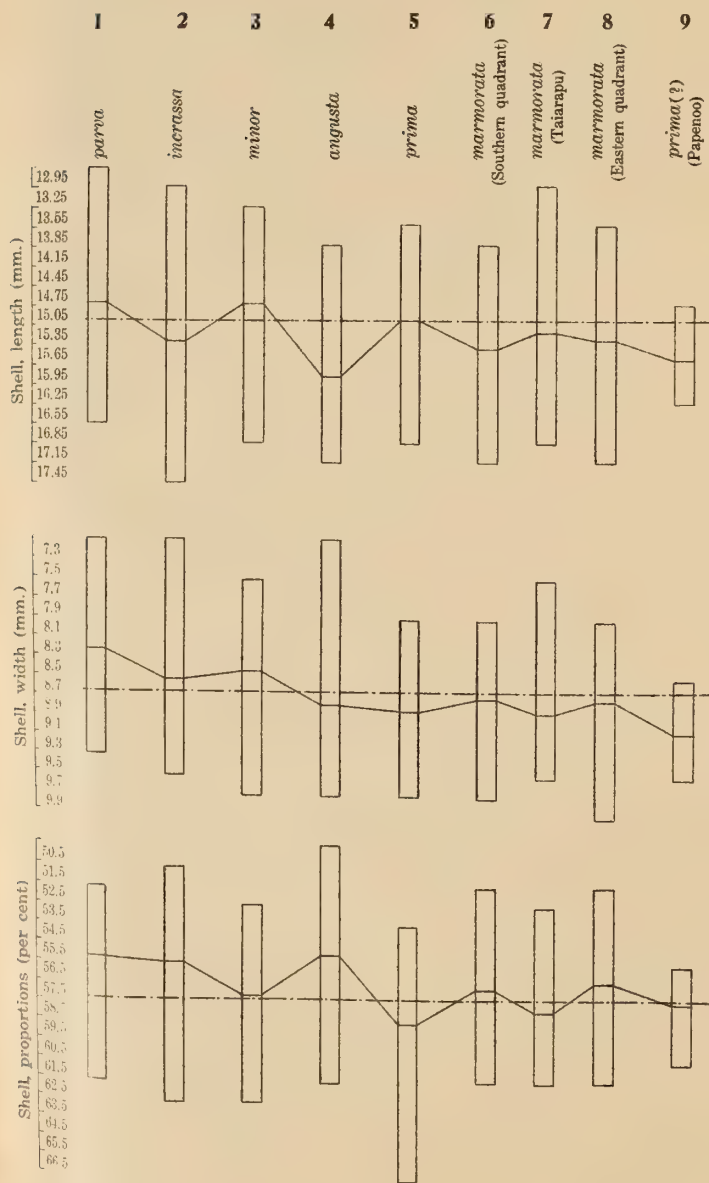 1 2 3 4 5 6 7 8 9
parva
incrassa
minor
angusta
prima
marmorata
(Southern quadrant)
marmorata
(Taiarapu)
marmorata
(Eastern quadrant)
prima(?)
(Papenoo)
Shell, length (mm.)
12.95
13.25
13.55
13.85
14.15
14.45
14.75
15.05
15.35
15.65
15.95
16.25
16.55
16.85
17.15
17.45
Shell, width (mm.)
7.3
7.5
7.7
7.9
8.1
8.3
8.5
8.7
8.9
9.1
9.3
9.5
9.7
9.9
Shell, proportions (per cent)
50.5
51.5
52.5
53.5
54.5
55.5
56.5
57.5
58.5
59.5
60.5
61.5
62.5
63.5
64.5
65.5
66.5